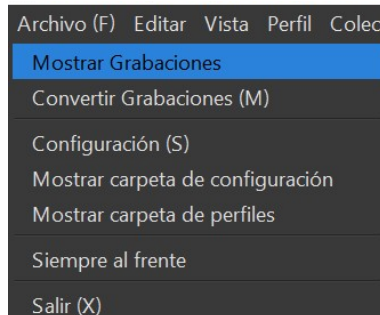 Archivo (F) Editar Vista Perfil
Mostrar Grabaciones
Convertir Grabaciones (M)
Configuración (S)
Mostrar carpeta de configuración
Mostrar carpeta de perfiles
Siempre al frente
Salir (X)